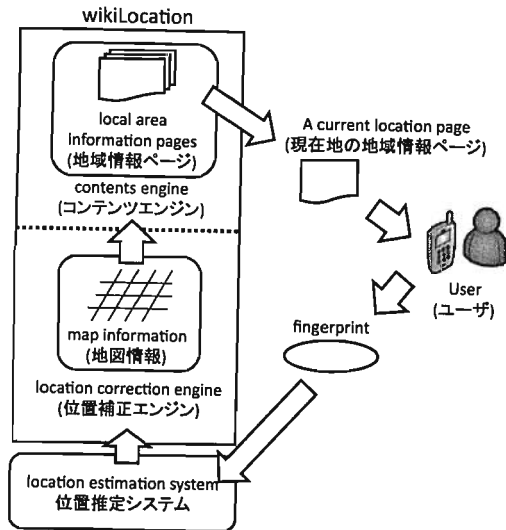 wikiLocation
local area
information pages
(地域情報ページ)
contents engine
(コンテンツエンジン)
A current location page
(現在地の地域情報ページ)
User
(ユーザ)
fingerprint
map information
(地図情報)
location correction engine
(位置補正エンジン)
location estimation system
位置推定システム